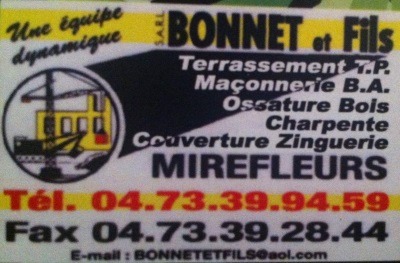 Une équipe
dynamique
S.A.R.L. BONNET et Fils
Terrassement T.P.
Maçonnerie B.A.
Ossature Bois
Charpente
Couverture Zinguerie
MIREFLEURS
Tél. 04.73.39.94.59
Fax 04.73.39.28.44
E-mail : BONNETETFILS@aol.com